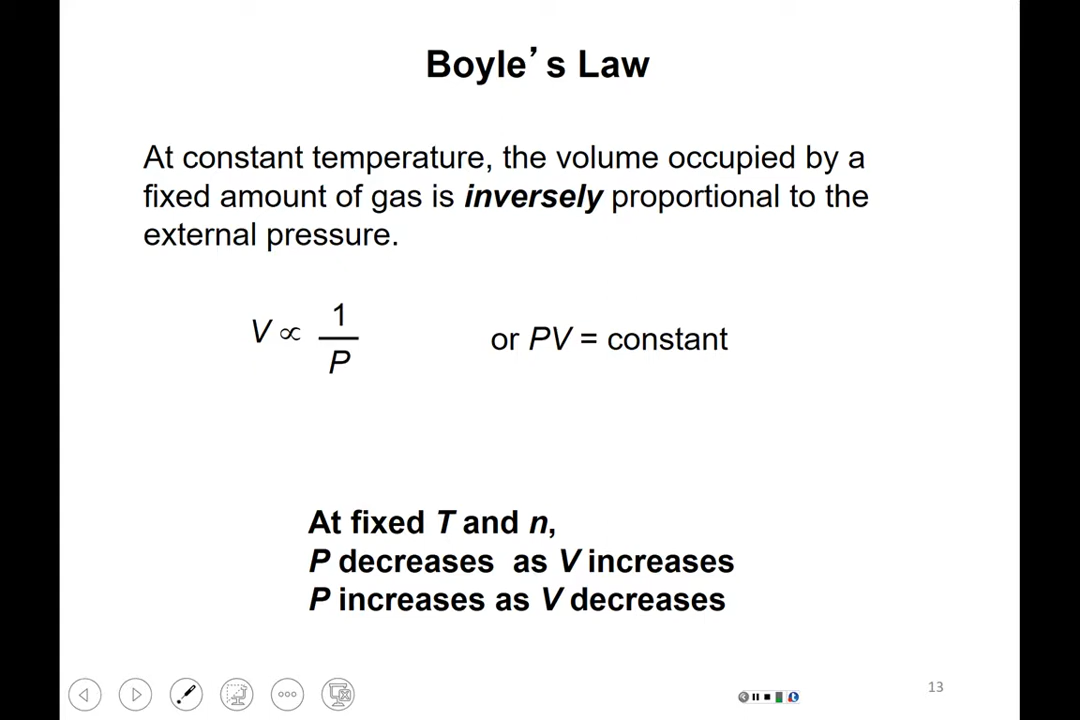 Boyle’s Law
At constant temperature, the volume occupied by a
fixed amount of gas is inversely proportional to the
external pressure.
V ∝ 1/P or PV = constant
At fixed T and n,
P decreases as V increases
P increases as V decreases
13